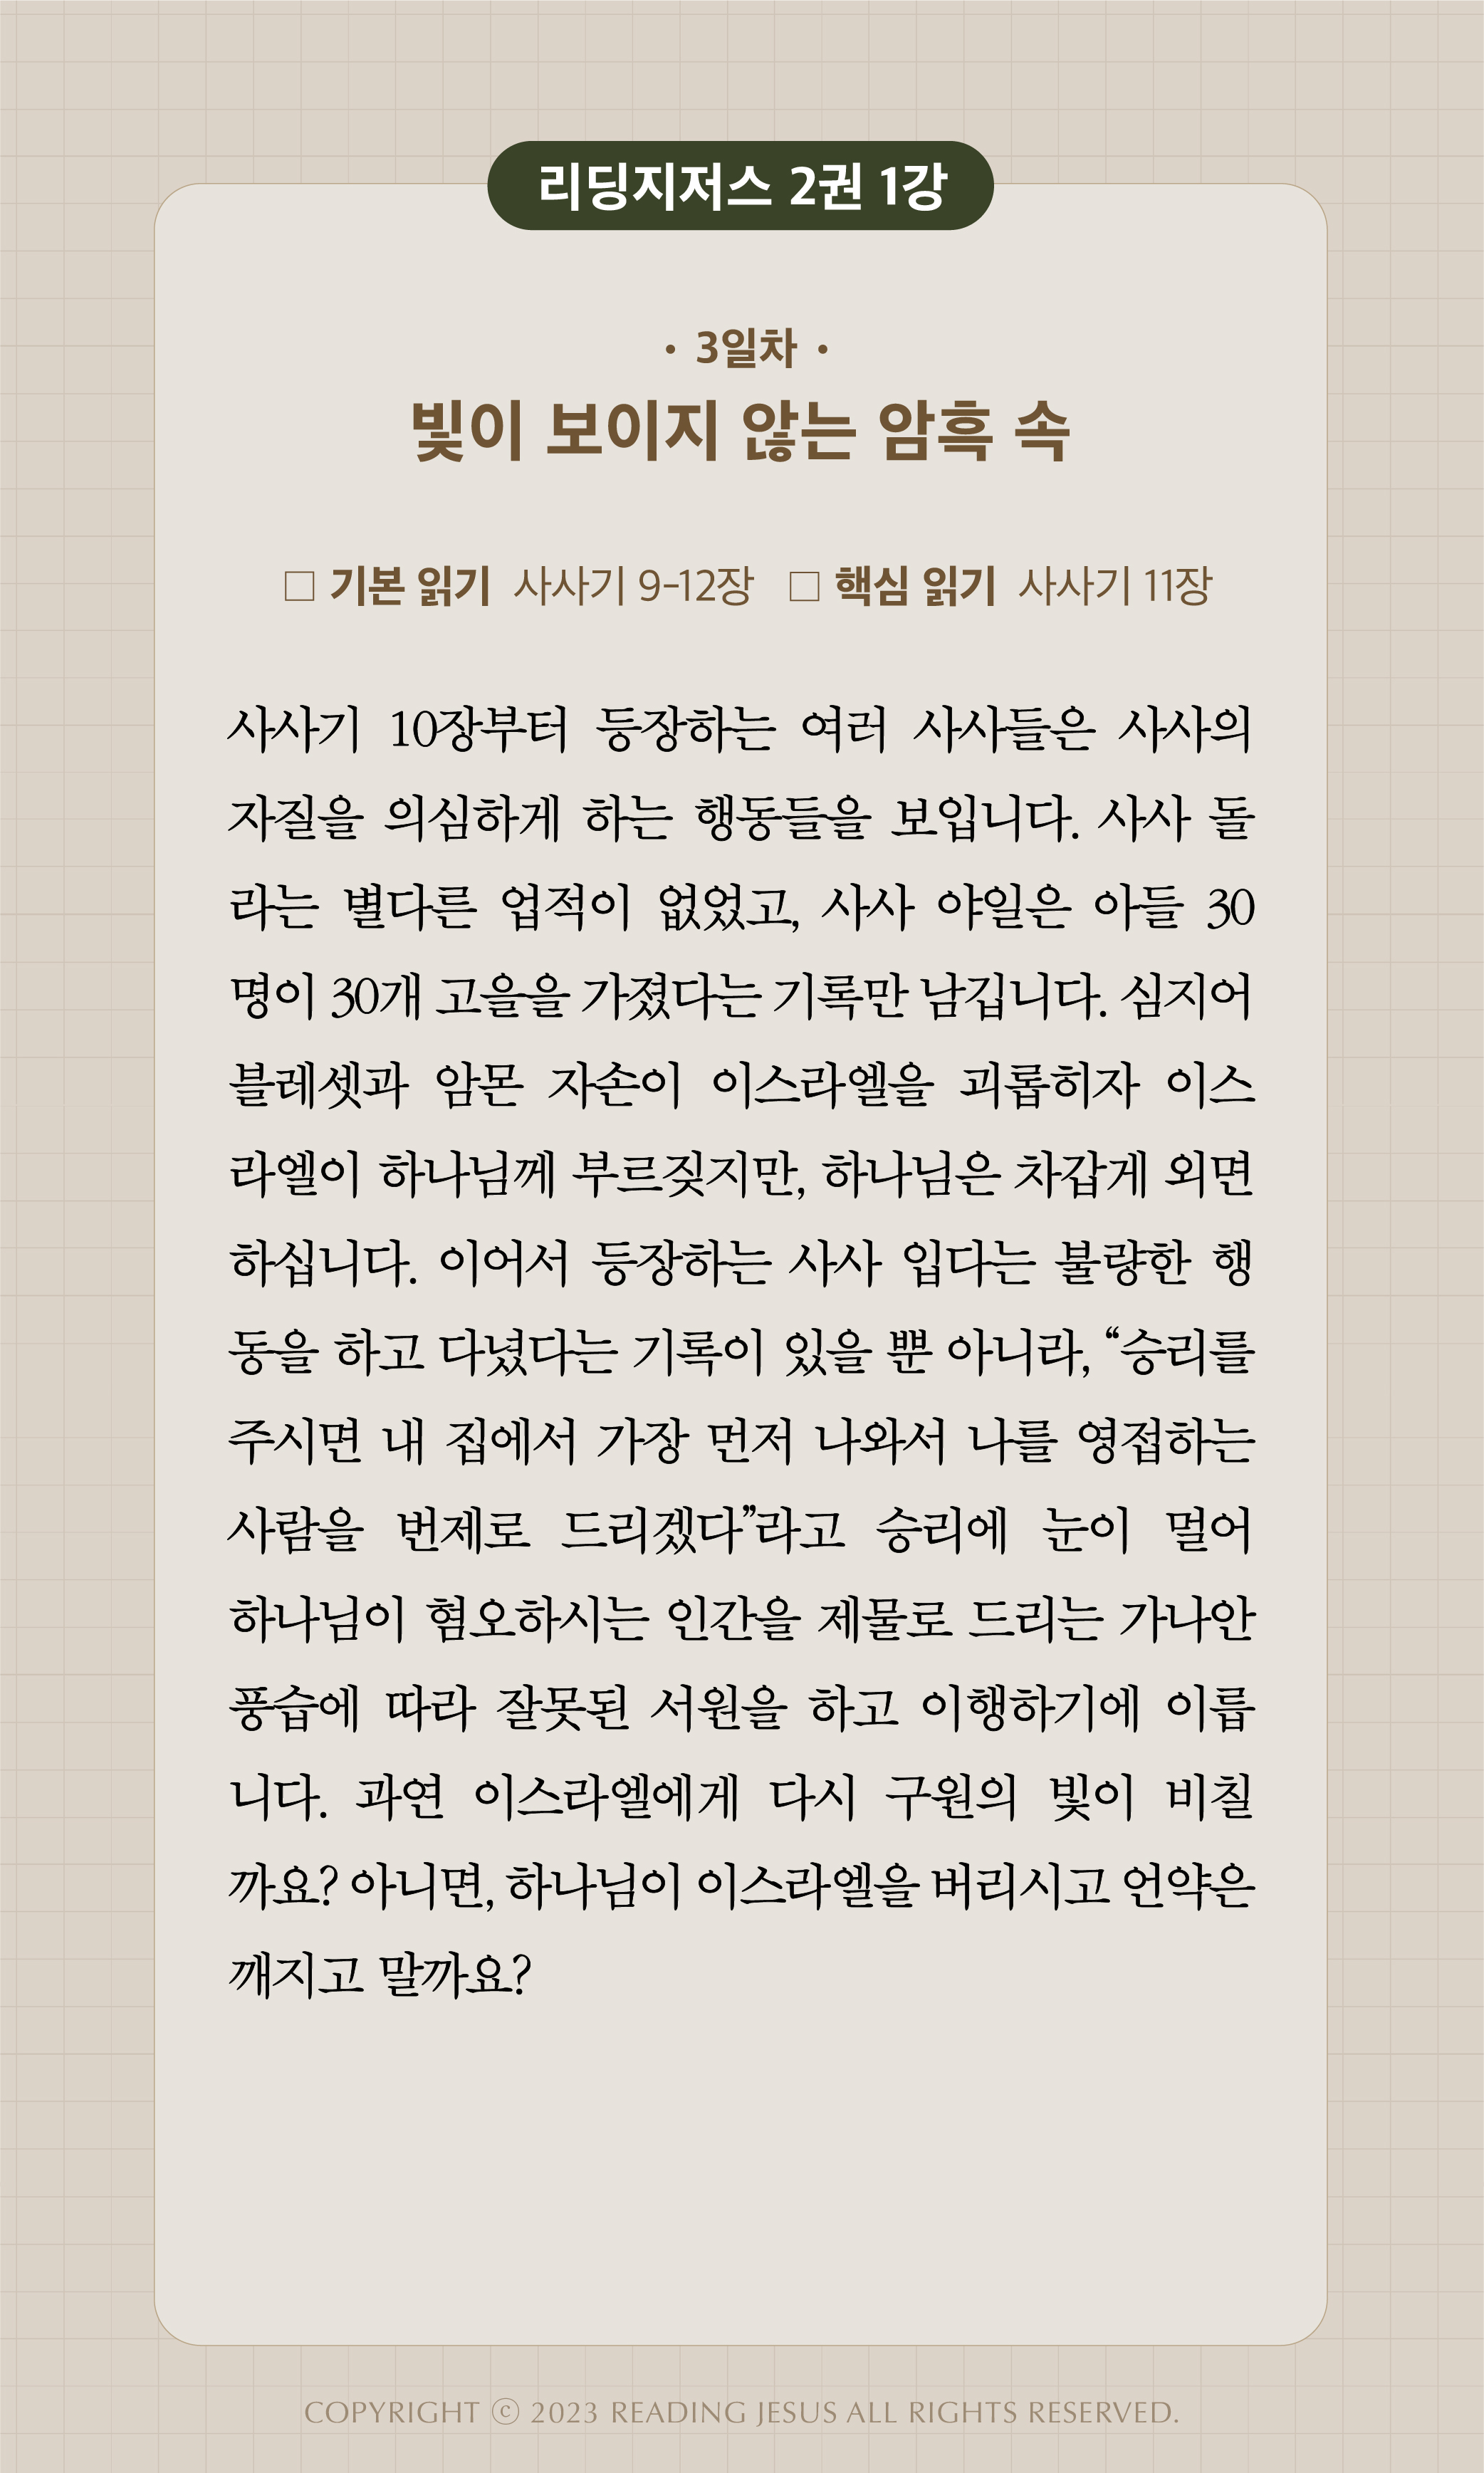 리딩지저스 2권 1강
· 3일차 ·
빛이 보이지 않는 암흑 속
□ 기본 읽기 사사기 9-12장 □ 핵심 읽기 사사기 11장
사사기 10장부터 등장하는 여러 사사들은 사사의
자질을 의심하게 하는 행동들을 보입니다. 사사 돌
라는 별다른 업적이 없었고, 사사 야일은 아들 30
명이 30개 고을을 가졌다는 기록만 남깁니다. 심지어
블레셋과 암몬 자손이 이스라엘을 괴롭히자 이스
라엘이 하나님께 부르짖지만, 하나님은 차갑게 외면
하십니다. 이어서 등장하는 사사 입다는 불량한 행
동을 하고 다녔다는 기록이 있을 뿐 아니라, “승리를
주시면 내 집에서 가장 먼저 나와서 나를 영접하는
사람을 번제로 드리겠다”라고 승리에 눈이 멀어
하나님이 혐오하시는 인간을 제물로 드리는 가나안
풍습에 따라 잘못된 서원을 하고 이행하기에 이릅
니다. 과연 이스라엘에게 다시 구원의 빛이 비칠
까요? 아니면, 하나님이 이스라엘을 버리시고 언약은
깨지고 말까요?
COPYRIGHT ⓒ 2023 READING JESUS ALL RIGHTS RESERVED.